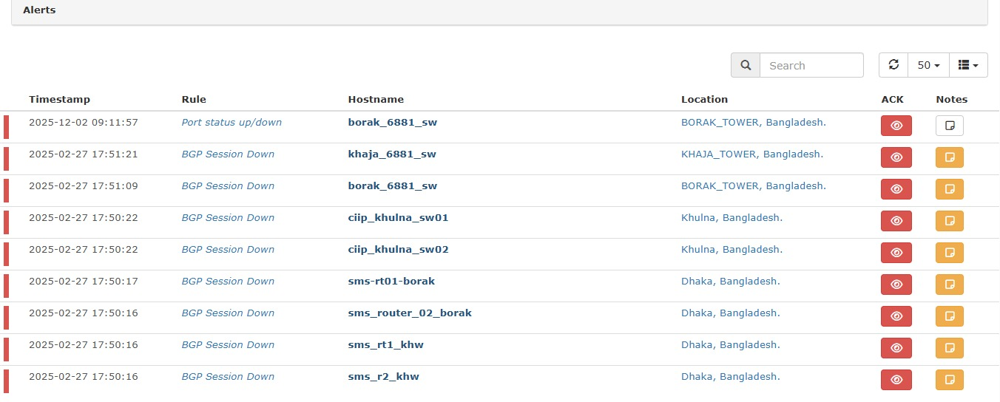 Alerts
Search
50
Timestamp Rule Hostname Location ACK Notes
2025-12-02 09:11:57 Port status up/down borak_6881_sw BORAK_TOWER, Bangladesh.
2025-02-27 17:51:21 BGP Session Down khaja_6881_sw KHAJA_TOWER, Bangladesh.
2025-02-27 17:51:09 BGP Session Down borak_6881_sw BORAK_TOWER, Bangladesh.
2025-02-27 17:50:22 BGP Session Down ciip_khulna_sw01 Khulna, Bangladesh.
2025-02-27 17:50:22 BGP Session Down ciip_khulna_sw02 Khulna, Bangladesh.
2025-02-27 17:50:17 BGP Session Down sms-rt01-borak Dhaka, Bangladesh.
2025-02-27 17:50:16 BGP Session Down sms_router_02_borak Dhaka, Bangladesh.
2025-02-27 17:50:16 BGP Session Down sms_rt1_khw Dhaka, Bangladesh.
2025-02-27 17:50:16 BGP Session Down sms_r2_khw Dhaka, Bangladesh.